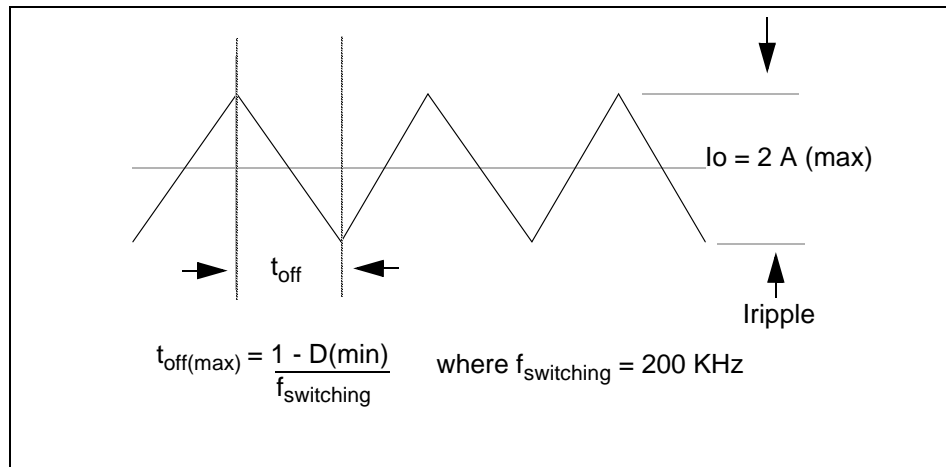 Io = 2 A (max)
toff
Iripple
toff(max) = 1 - D(min) where fswitching = 200 KHz
fswitching